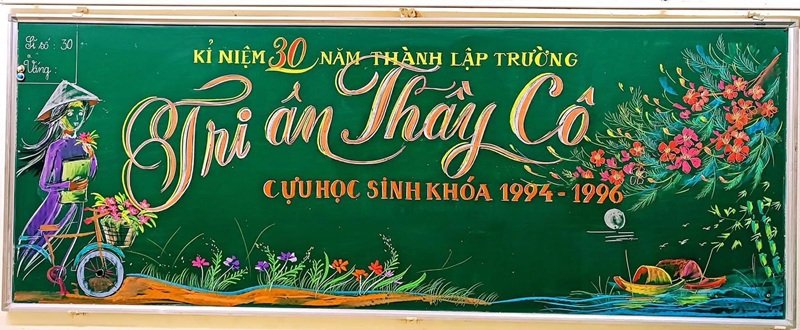 Sĩ số: 30
Vắng:
KỈ NIỆM 30 NĂM THÀNH LẬP TRƯỜNG
Tri ân Thầy Cô
CỰU HỌC SINH KHÓA 1994 - 1996